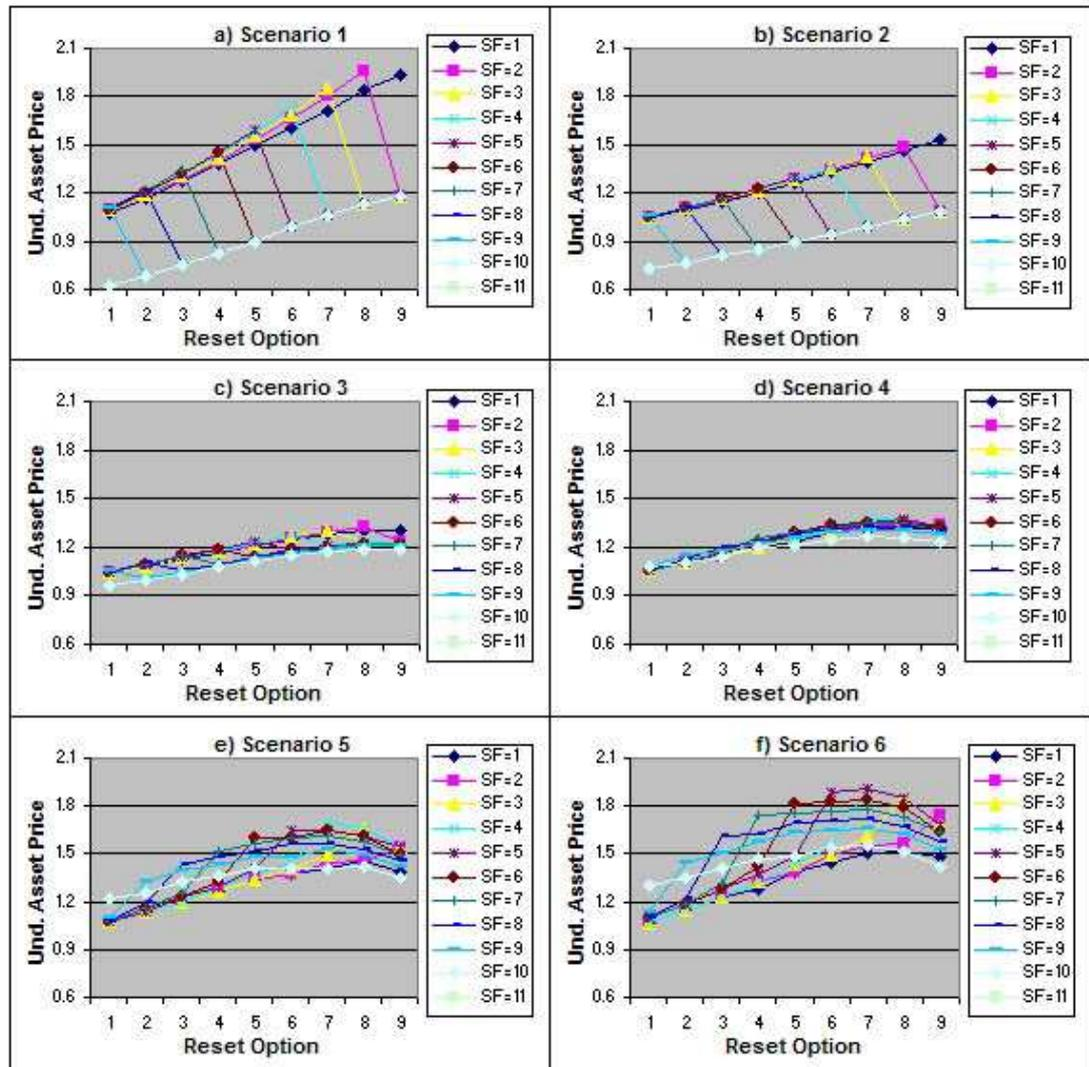 a) Scenario 1
Und. Asset Price
2.1
1.8
1.5
1.2
0.9
0.6
1 2 3 4 5 6 7 8 9
Reset Option
SF=1
SF=2
SF=3
SF=4
SF=5
SF=6
SF=7
SF=8
SF=9
SF=10
SF=11
b) Scenario 2
Und. Asset Price
2.1
1.8
1.5
1.2
0.9
0.6
1 2 3 4 5 6 7 8 9
Reset Option
SF=1
SF=2
SF=3
SF=4
SF=5
SF=6
SF=7
SF=8
SF=9
SF=10
SF=11
c) Scenario 3
Und. Asset Price
2.1
1.8
1.5
1.2
0.9
0.6
1 2 3 4 5 6 7 8 9
Reset Option
SF=1
SF=2
SF=3
SF=4
SF=5
SF=6
SF=7
SF=8
SF=9
SF=10
SF=11
d) Scenario 4
Und. Asset Price
2.1
1.8
1.5
1.2
0.9
0.6
1 2 3 4 5 6 7 8 9
Reset Option
SF=1
SF=2
SF=3
SF=4
SF=5
SF=6
SF=7
SF=8
SF=9
SF=10
SF=11
e) Scenario 5
Und. Asset Price
2.1
1.8
1.5
1.2
0.9
0.6
1 2 3 4 5 6 7 8 9
Reset Option
SF=1
SF=2
SF=3
SF=4
SF=5
SF=6
SF=7
SF=8
SF=9
SF=10
SF=11
f) Scenario 6
Und. Asset Price
2.1
1.8
1.5
1.2
0.9
0.6
1 2 3 4 5 6 7 8 9
Reset Option
SF=1
SF=2
SF=3
SF=4
SF=5
SF=6
SF=7
SF=8
SF=9
SF=10
SF=11